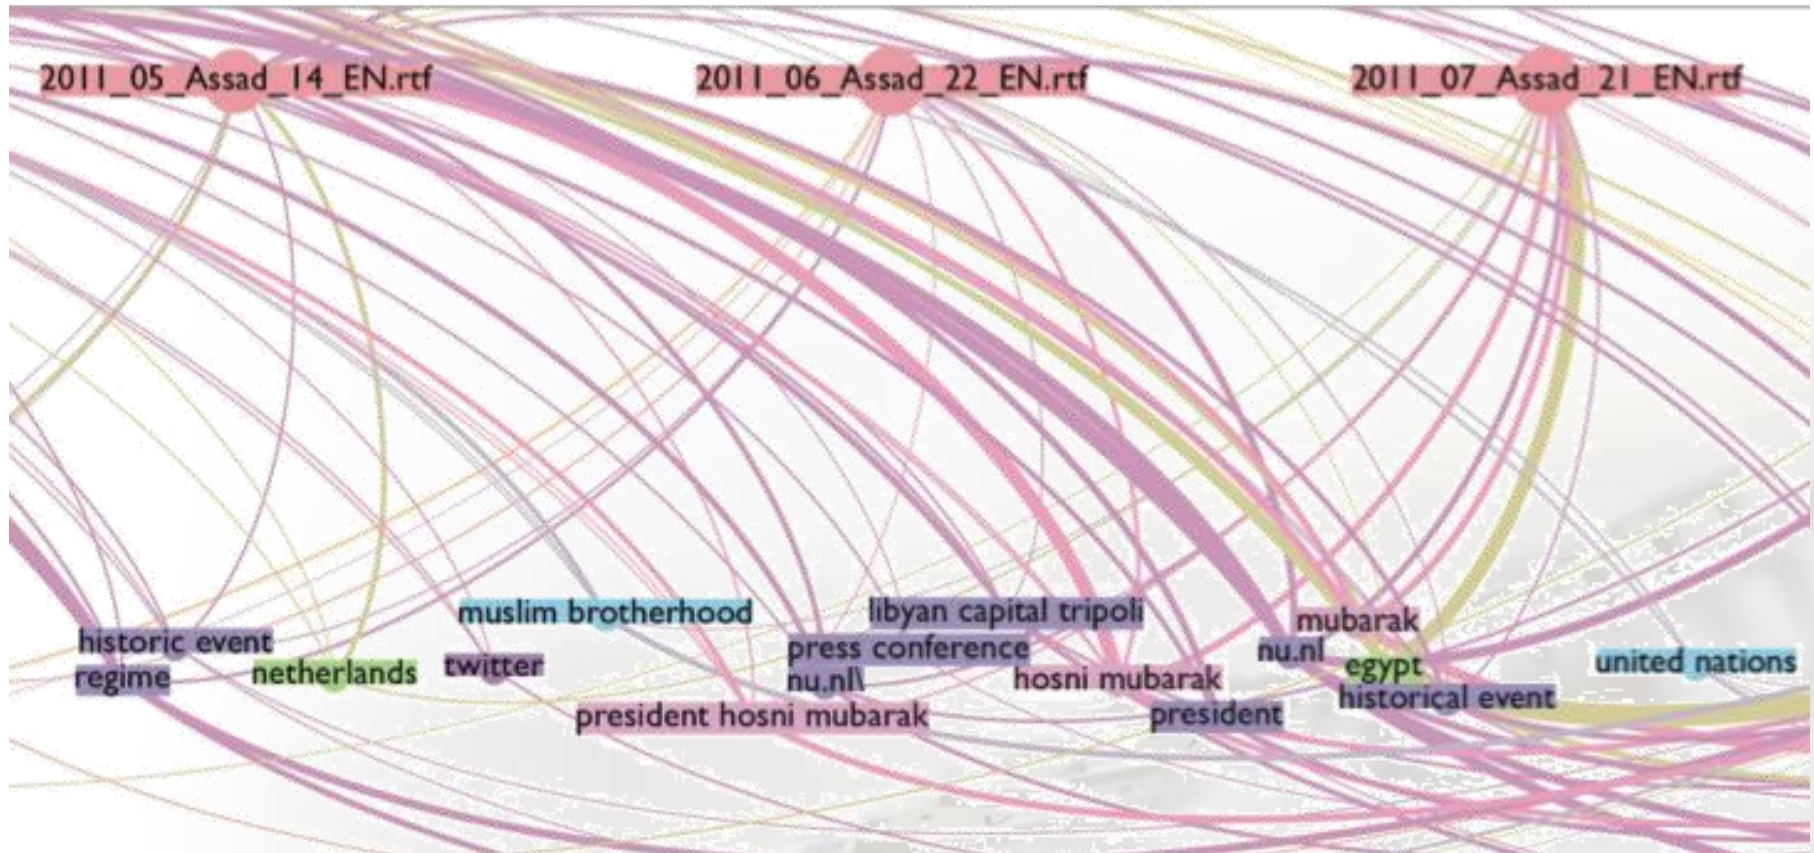 2011_05_Assad_14_EN.rtf
2011_06_Assad_22_EN.rtf
2011_07_Assad_21_EN.rtf
muslim brotherhood
libyan capital tripoli
mubarak
historic event
press conference
nu.nl
netherlands
twitter
egypt
united nations
regime
nu.nl\
hosni mubarak
historical event
president hosni mubarak
president